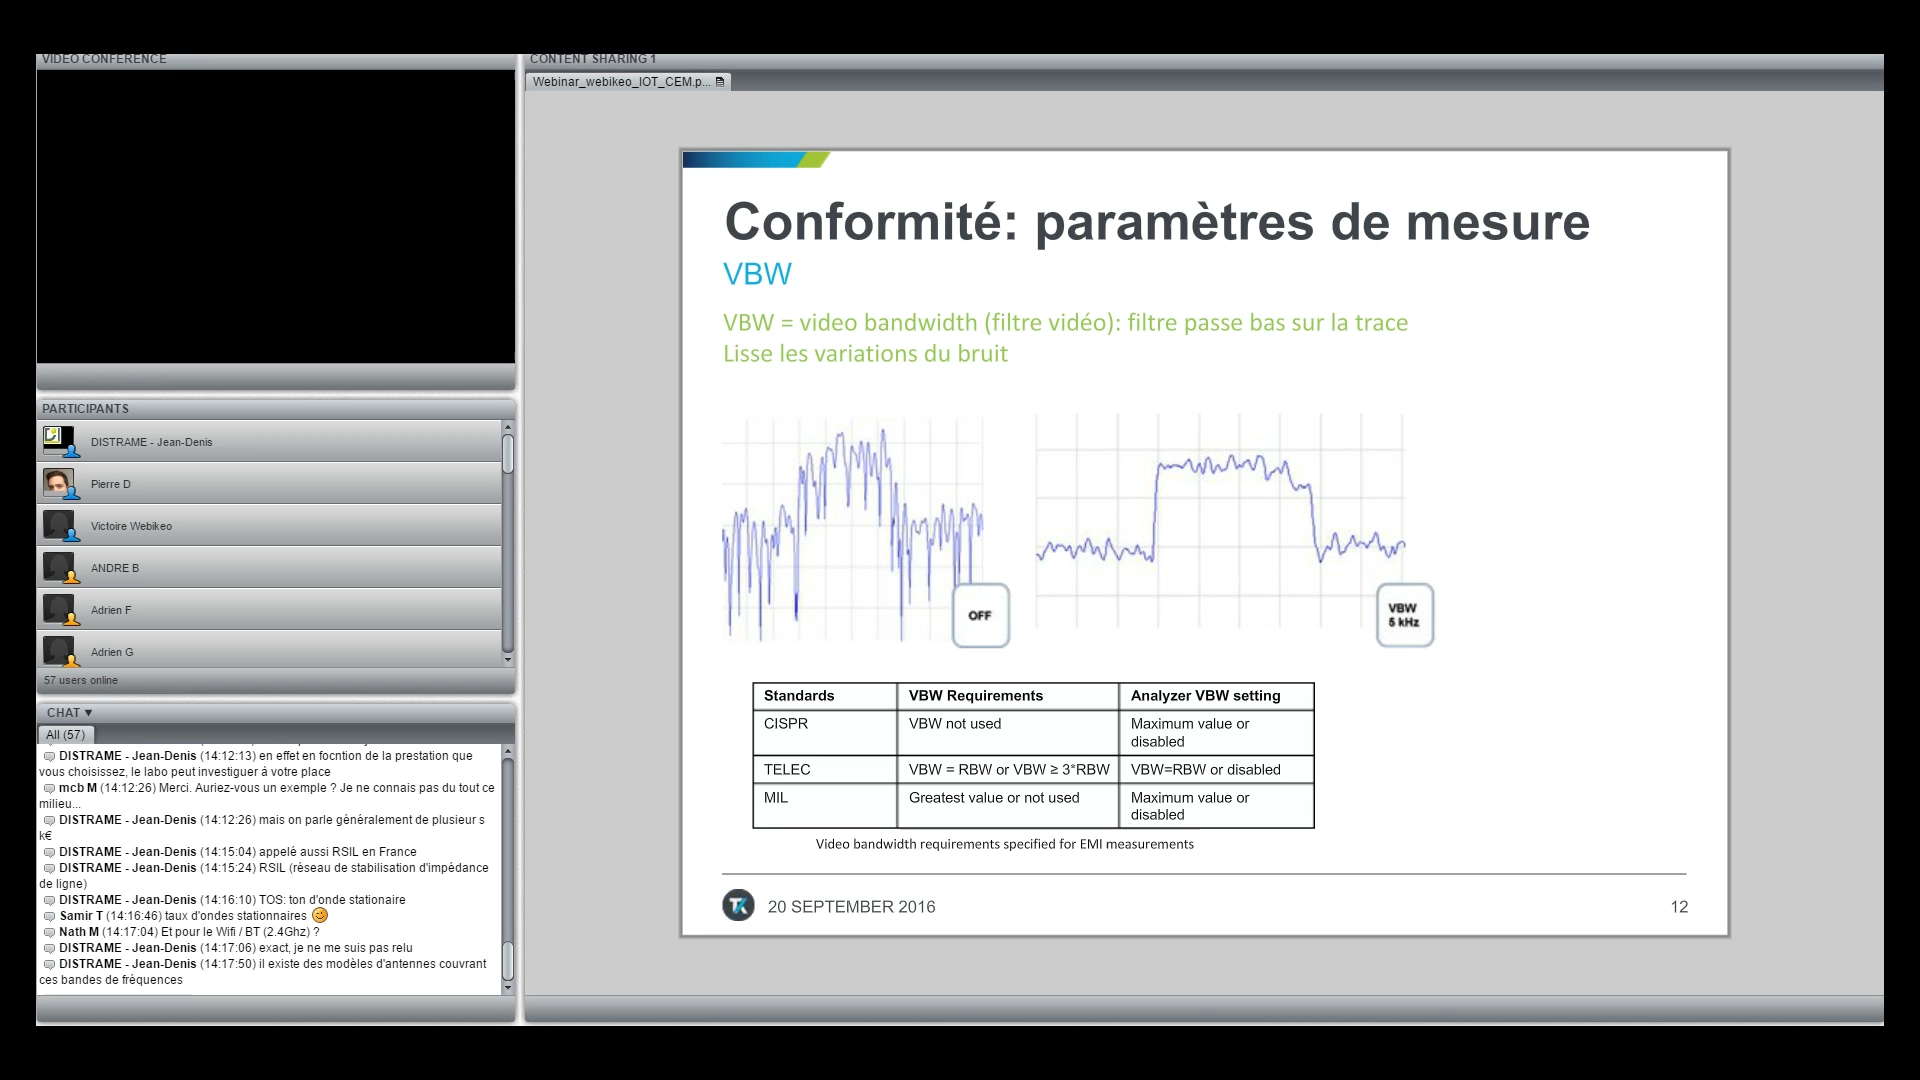 VIDEO CONFERENCE
PARTICIPANTS
DISTRAME - Jean-Denis
Pierre D
Victoire Webikeo
ANDRE B
Adrien F
Adrien G
57 users online
CHAT
All (57)
DISTRAME - Jean-Denis (14:12:13) en effet en focntion de la prestation que
vous choisissez, le labo peut investiguer à votre place
mcb M (14:12:26) Merci. Auriez-vous un exemple ? Je ne connais pas du tout ce
milieu...
DISTRAME - Jean-Denis (14:12:26) mais on parle généralement de plusieur s
k€
DISTRAME - Jean-Denis (14:15:04) appelé aussi RSIL en France
DISTRAME - Jean-Denis (14:15:24) RSIL (réseau de stabilisation d'impédance
de ligne)
DISTRAME - Jean-Denis (14:16:10) TOS: ton d'onde stationaire
Samir T (14:16:46) taux d'ondes stationnaires
Nath M (14:17:04) Et pour le Wifi / BT (2.4Ghz) ?
DISTRAME - Jean-Denis (14:17:06) exact, je ne me suis pas relu
DISTRAME - Jean-Denis (14:17:50) il existe des modèles d'antennes couvrant
ces bandes de fréquences
CONTENT SHARING 1
Webinar_webikeo_IOT_CEM.p...
Conformité: paramètres de mesure
VBW
VBW = video bandwidth (filtre vidéo): filtre passe bas sur la trace
Lisse les variations du bruit
OFF
VBW
5 kHz
Standards VBW Requirements Analyzer VBW setting
CISPR VBW not used Maximum value or
disabled
TELEC VBW = RBW or VBW ≥ 3*RBW VBW=RBW or disabled
MIL Greatest value or not used Maximum value or
disabled
Video bandwidth requirements specified for EMI measurements
20 SEPTEMBER 2016
12